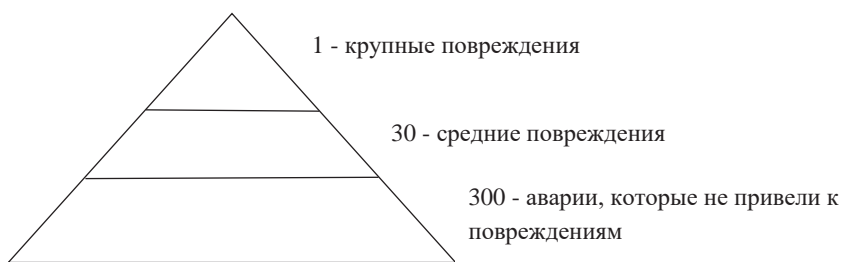 1 - крупные повреждения
30 - средние повреждения
300 - аварии, которые не привели к
повреждениям